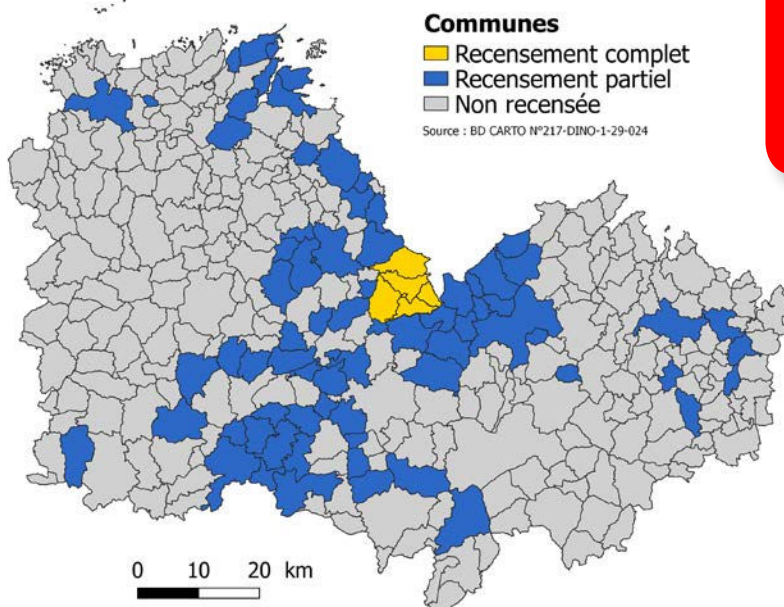 Communes
Recensement complet
Recensement partiel
Non recensée
Source : BD CARTO N°217-DINO-1-29-024
0 10 20 km